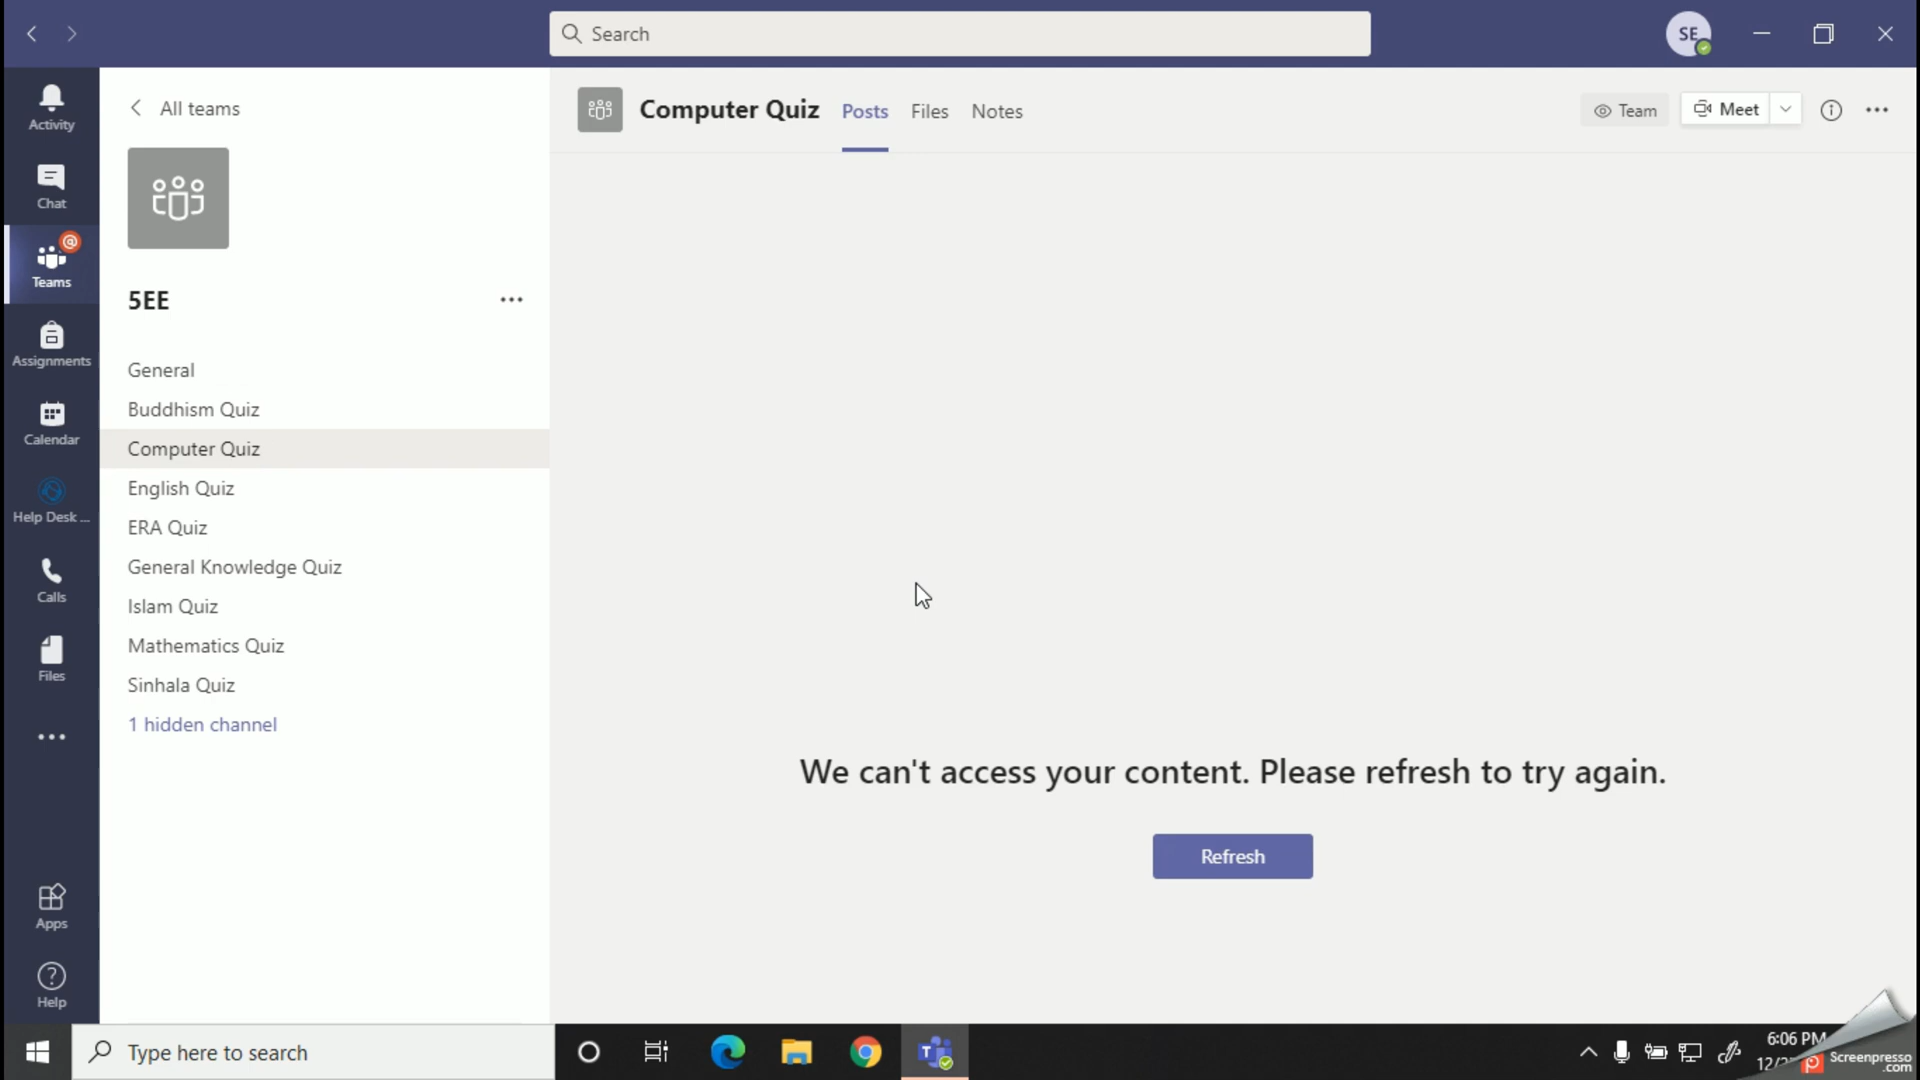 Search
SE
Activity
Chat
Teams
Assignments
Calendar
Help Desk ...
Calls
Files
Apps
Help
All teams
5EE
General
Buddhism Quiz
Computer Quiz
English Quiz
ERA Quiz
General Knowledge Quiz
Islam Quiz
Mathematics Quiz
Sinhala Quiz
1 hidden channel
Computer Quiz Posts Files Notes
Team Meet
We can't access your content. Please refresh to try again.
Refresh
Type here to search
6:06 PM
Screenpresso
.com